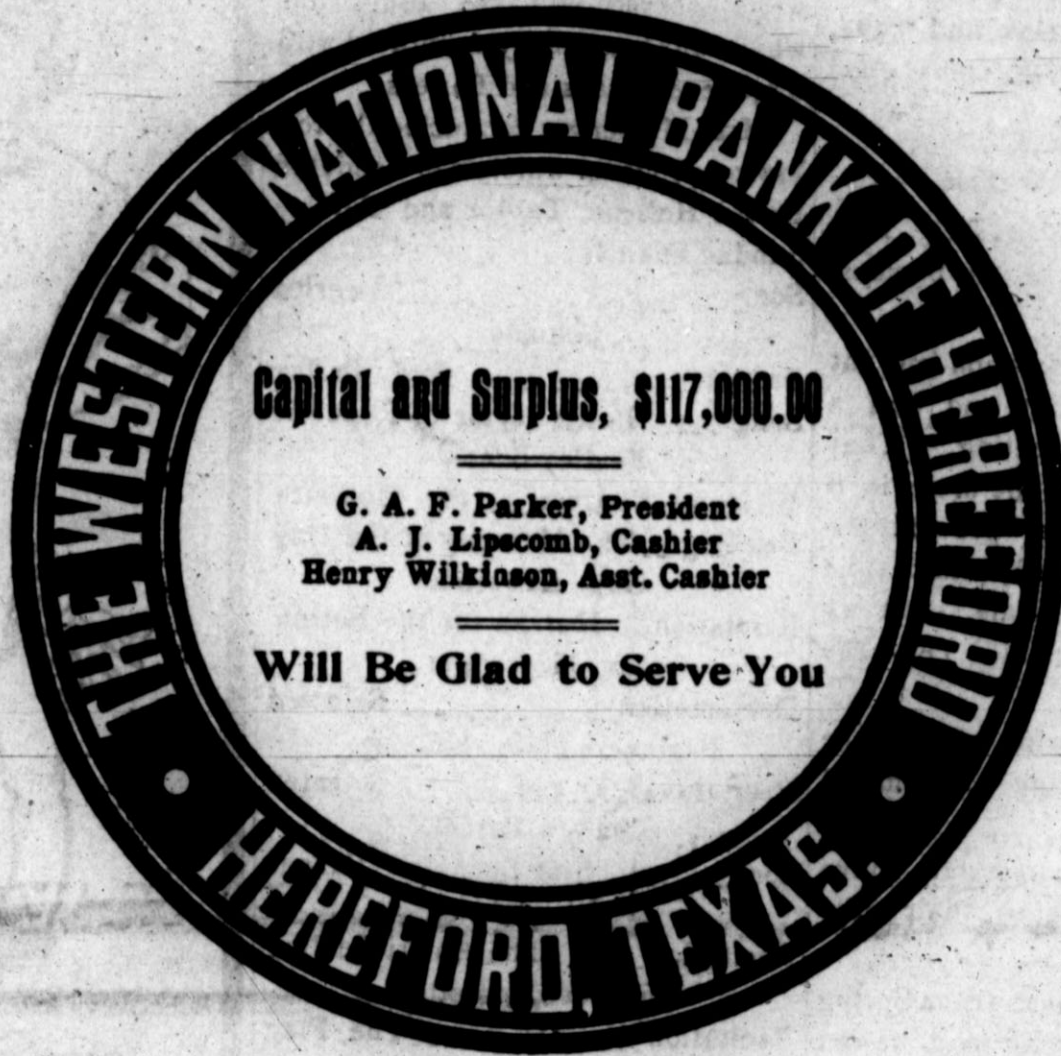 THE WESTERN NATIONAL BANK OF HEREFORD
Capital and Surplus, $117,000.00
G. A. F. Parker, President
A. J. Lipscomb, Cashier
Henry Wilkinson, Asst. Cashier
Will Be Glad to Serve You
HEREFORD, TEXAS.